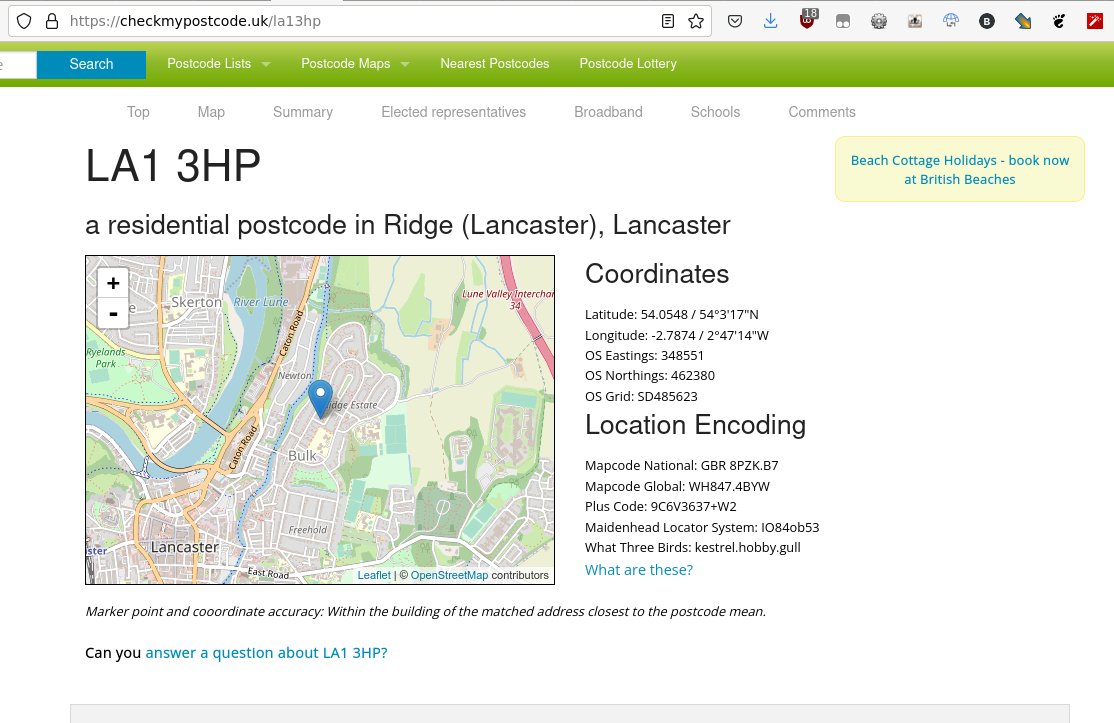 https://checkmypostcode.uk/la13hp
18
B
e
Search
Postcode Lists
Postcode Maps
Nearest Postcodes
Postcode Lottery
Top
Map
Summary
Elected representatives
Broadband
Schools
Comments
LA1 3HP
Beach Cottage Holidays - book now
at British Beaches
a residential postcode in Ridge (Lancaster), Lancaster
+
-
Skerton
River Lune
Caton Road
Lune Valley Interchan
34
Ryelands
Park
Newton
Ridge Estate
Caton Road
Bulk
Freehold
Lancaster
ster
East Road
Leaflet | © OpenStreetMap contributors
Coordinates
Latitude: 54.0548 / 54°3'17"N
Longitude: -2.7874 / 2°47'14"W
OS Eastings: 348551
OS Northings: 462380
OS Grid: SD485623
Location Encoding
Mapcode National: GBR 8PZK.B7
Mapcode Global: WH847.4BYW
Plus Code: 9C6V3637+W2
Maidenhead Locator System: IO84ob53
What Three Birds: kestrel.hobby.gull
What are these?
Marker point and cooordinate accuracy: Within the building of the matched address closest to the postcode mean.
Can you answer a question about LA1 3HP?